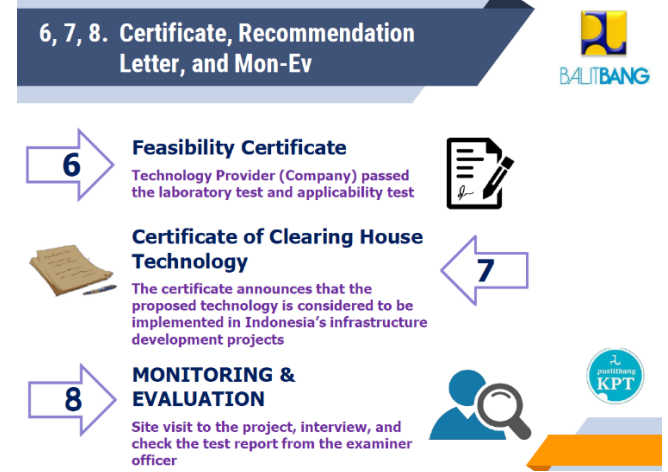 6, 7, 8. Certificate, Recommendation
Letter, and Mon-Ev
BALITBANG
6
Feasibility Certificate
Technology Provider (Company) passed
the laboratory test and applicability test
Certificate of Clearing House
Technology
7
The certificate announces that the
proposed technology is considered to be
implemented in Indonesia's infrastructure
development projects
8
MONITORING &
EVALUATION
Site visit to the project, interview, and
check the test report from the examiner
officer
puslitbang
KPT